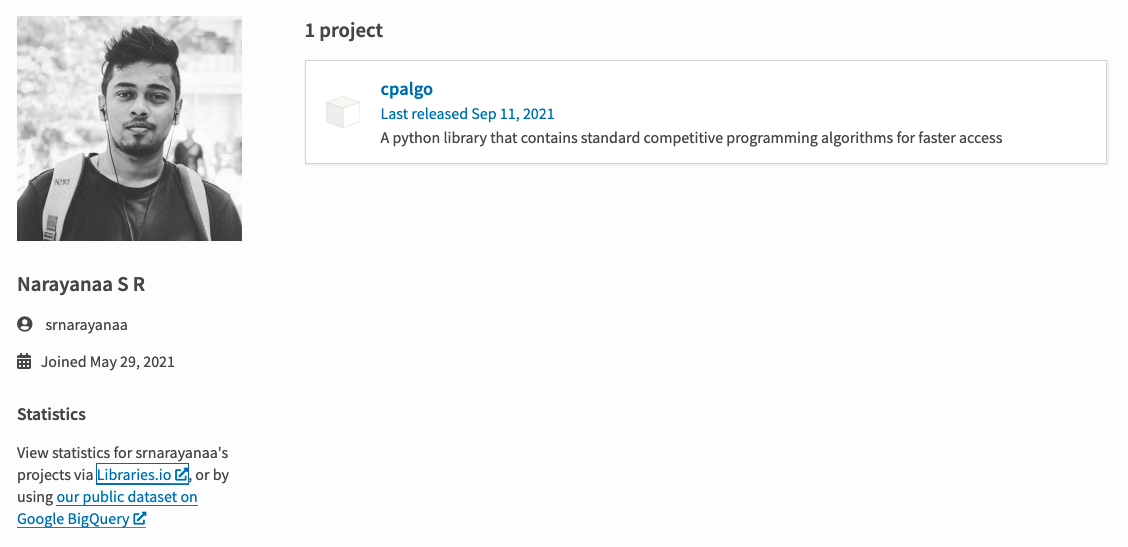 1 project
cpalgo
Last released Sep 11, 2021
A python library that contains standard competitive programming algorithms for faster access
Narayanaa S R
srnarayanaa
Joined May 29, 2021
Statistics
View statistics for srnarayanaa's
projects via Libraries.io, or by
using our public dataset on
Google BigQuery